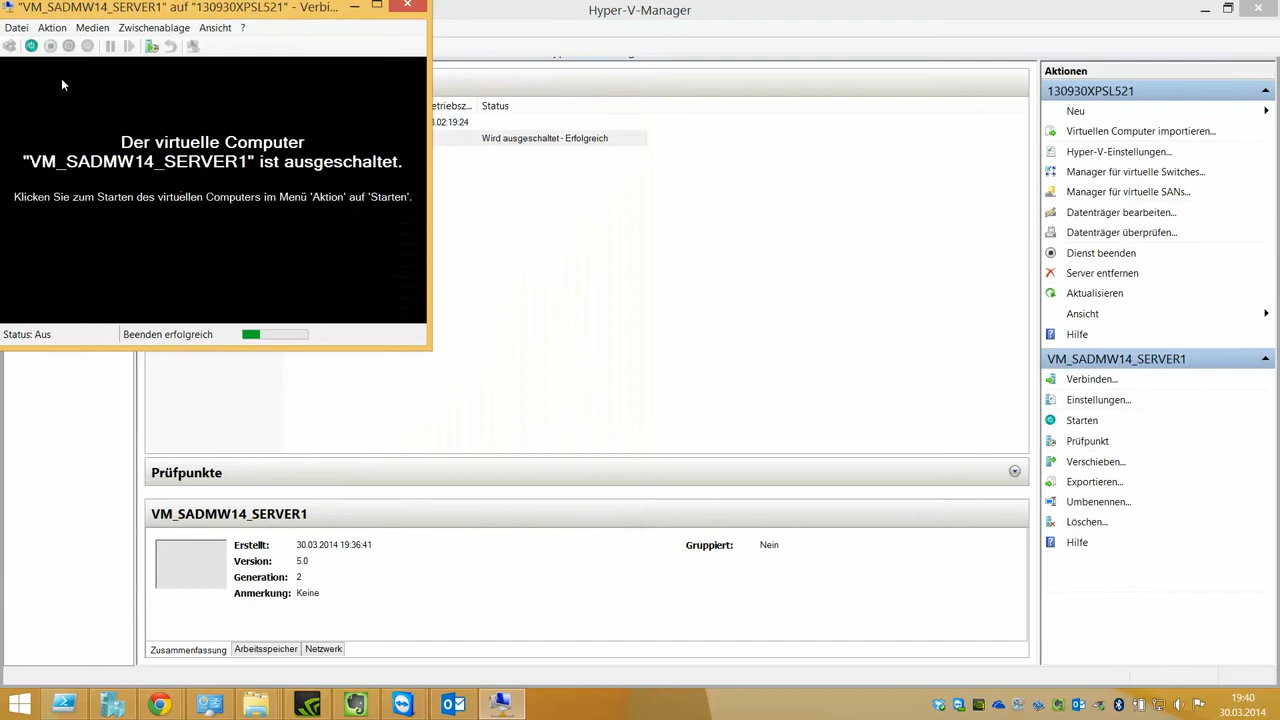 "VM_SADMW14_SERVER1" auf "130930XPSL521" - Verbi...
Hyper-V-Manager
Datei Aktion Medien Zwischenablage Ansicht ?
Der virtuelle Computer
"VM_SADMW14_SERVER1" ist ausgeschaltet.
Klicken Sie zum Starten des virtuellen Computers im Menü 'Aktion' auf 'Starten'.
Status: Aus
Beenden erfolgreich
etriebsz... Status
.02:19:24
Wird ausgeschaltet - Erfolgreich
Prüfpunkte
VM_SADMW14_SERVER1
Erstellt: 30.03.2014 19:36:41
Gruppiert: Nein
Version: 5.0
Generation: 2
Anmerkung: Keine
Zusammenfassung Arbeitsspeicher Netzwerk
Aktionen
130930XPSL521
Neu
Virtuellen Computer importieren...
Hyper-V-Einstellungen...
Manager für virtuelle Switches...
Manager für virtuelle SANs...
Datenträger bearbeiten...
Datenträger überprüfen...
Dienst beenden
Server entfernen
Aktualisieren
Ansicht
Hilfe
VM_SADMW14_SERVER1
Verbinden...
Einstellungen...
Starten
Prüfpunkt
Verschieben...
Exportieren...
Umbenennen...
Löschen...
Hilfe
19:40
30.03.2014